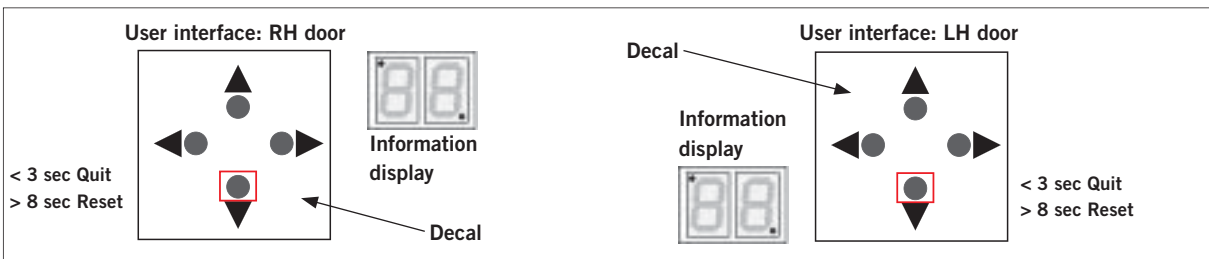 User interface: RH door
Information
display
< 3 sec Quit
> 8 sec Reset
Decal
User interface: LH door
Decal
Information
display
< 3 sec Quit
> 8 sec Reset